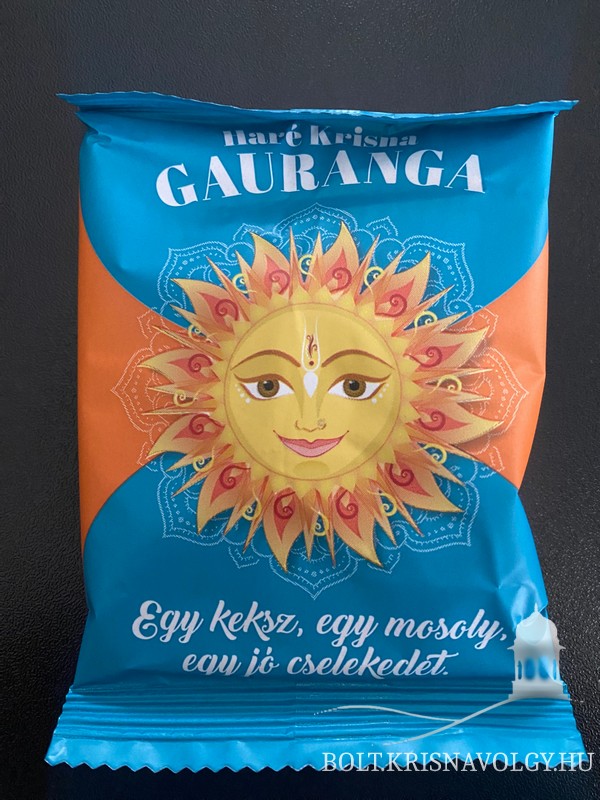 Haré Krisna
GAURANGA
Egy keksz, egy mosoly,
egy jó cselekedet.
BOLT.KRISNAVOLGY.HU